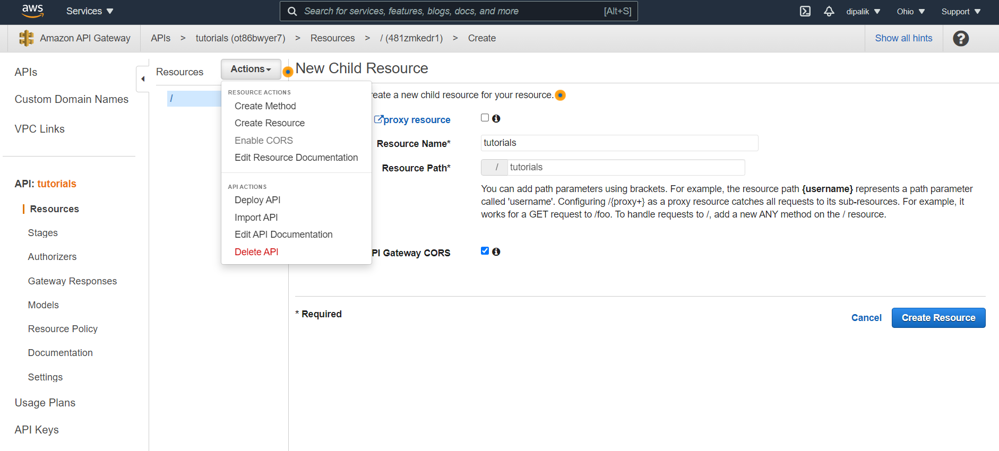 aws Services Search for services, features, blogs, docs, and more [Alt+S] dipalik Ohio Support
Amazon API Gateway APIs > tutorials (ot86bwyer7) > Resources > / (481zmkedr1) > Create Show all hints ?
APIs
Custom Domain Names
VPC Links
API: tutorials
Resources
Stages
Authorizers
Gateway Responses
Models
Resource Policy
Documentation
Settings
Usage Plans
API Keys
Resources
Actions
/
RESOURCE ACTIONS
Create Method
Create Resource
Enable CORS
Edit Resource Documentation
API ACTIONS
Deploy API
Import API
Edit API Documentation
Delete API
New Child Resource
reate a new child resource for your resource.
proxy resource
Resource Name* tutorials
Resource Path* / tutorials
You can add path parameters using brackets. For example, the resource path {username} represents a path parameter
called 'username'. Configuring /{proxy+} as a proxy resource catches all requests to its sub-resources. For example, it
works for a GET request to /foo. To handle requests to /, add a new ANY method on the / resource.
PI Gateway CORS
* Required
Cancel Create Resource